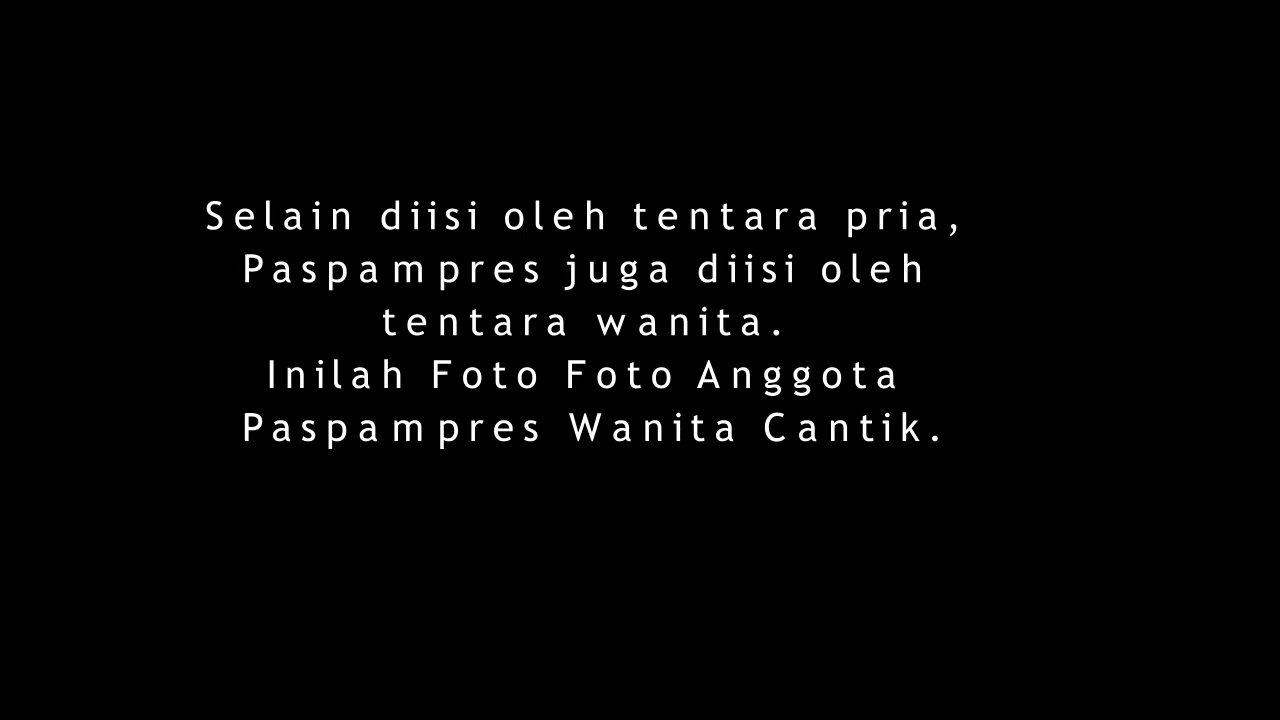 Selain diisi oleh tentara pria,
Paspampres juga diisi oleh
tentara wanita.
Inilah Foto Foto Anggota
Paspampres Wanita Cantik.